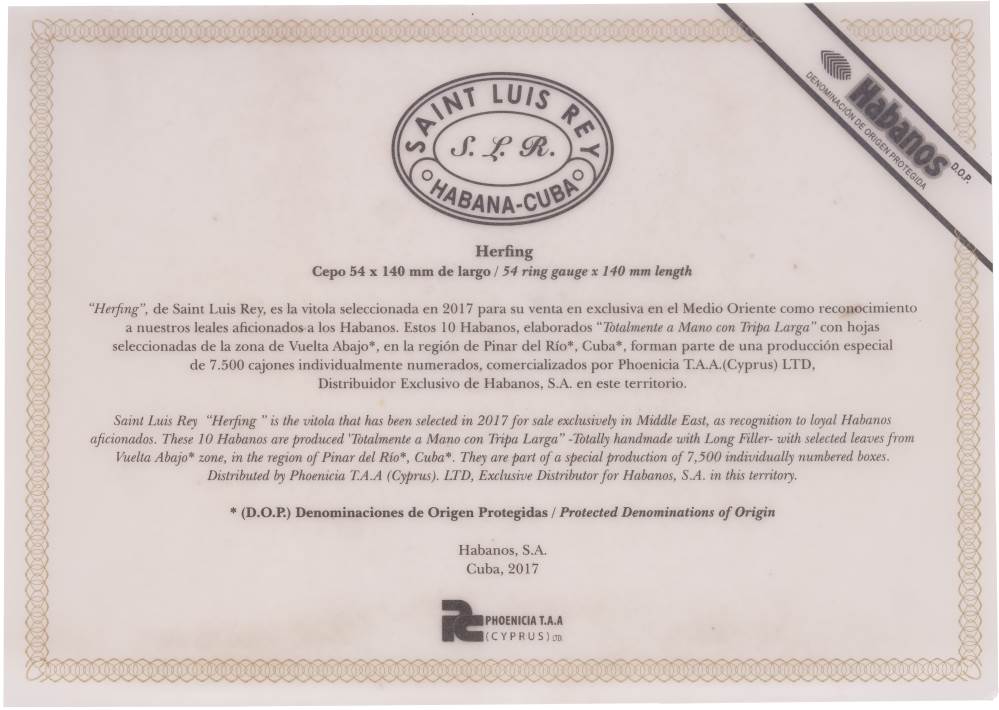 SAINT LUIS REY
S. L. R.
HABANA-CUBA
Habanos D.O.P.
DENOMINACIÓN DE ORIGEN PROTEGIDA
Herfing
Cepo 54 x 140 mm de largo / 54 ring gauge x 140 mm length
“Herfing”, de Saint Luis Rey, es la vitola seleccionada en 2017 para su venta en exclusiva en el Medio Oriente como reconocimiento
a nuestros leales aficionados a los Habanos. Estos 10 Habanos, elaborados “Totalmente a Mano con Tripa Larga” con hojas
seleccionadas de la zona de Vuelta Abajo*, en la región de Pinar del Río*, Cuba*, forman parte de una producción especial
de 7.500 cajones individualmente numerados, comercializados por Phoenicia T.A.A.(Cyprus) LTD,
Distribuidor Exclusivo de Habanos, S.A. en este territorio.
Saint Luis Rey “Herfing ” is the vitola that has been selected in 2017 for sale exclusively in Middle East, as recognition to loyal Habanos
aficionados. These 10 Habanos are produced 'Totalmente a Mano con Tripa Larga” -Totally handmade with Long Filler- with selected leaves from
Vuelta Abajo* zone, in the region of Pinar del Río*, Cuba*. They are part of a special production of 7,500 individually numbered boxes.
Distributed by Phoenicia T.A.A (Cyprus). LTD, Exclusive Distributor for Habanos, S.A. in this territory.
* (D.O.P.) Denominaciones de Origen Protegidas / Protected Denominations of Origin
Habanos, S.A.
Cuba, 2017
PHOENICIA T.A.A
(CYPRUS) LTD.